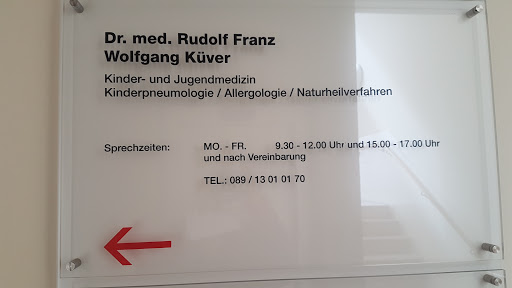 Dr. med. Rudolf Franz
Wolfgang Küver
Kinder- und Jugendmedizin
Kinderpneumologie / Allergologie / Naturheilverfahren
Sprechzeiten: MO. - FR. 9.30 - 12.00 Uhr und 15.00 - 17.00 Uhr
und nach Vereinbarung
TEL.: 089 / 13 01 01 70